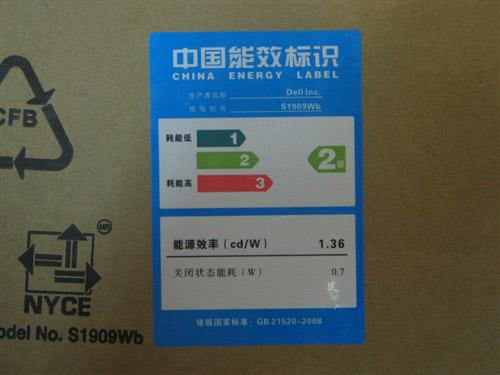 中国能效标识
CHINA ENERGY LABEL
生产者名称 Dell Inc.
规格型号 S1909Wb
耗能低 1
2 2级
耗能高 3
能源效率(cd/W) 1.36
关闭状态能耗(W) 0.7
依据国家标准: GB 21520-2008
CFB
MR
NYCE
odel No. S1909Wb